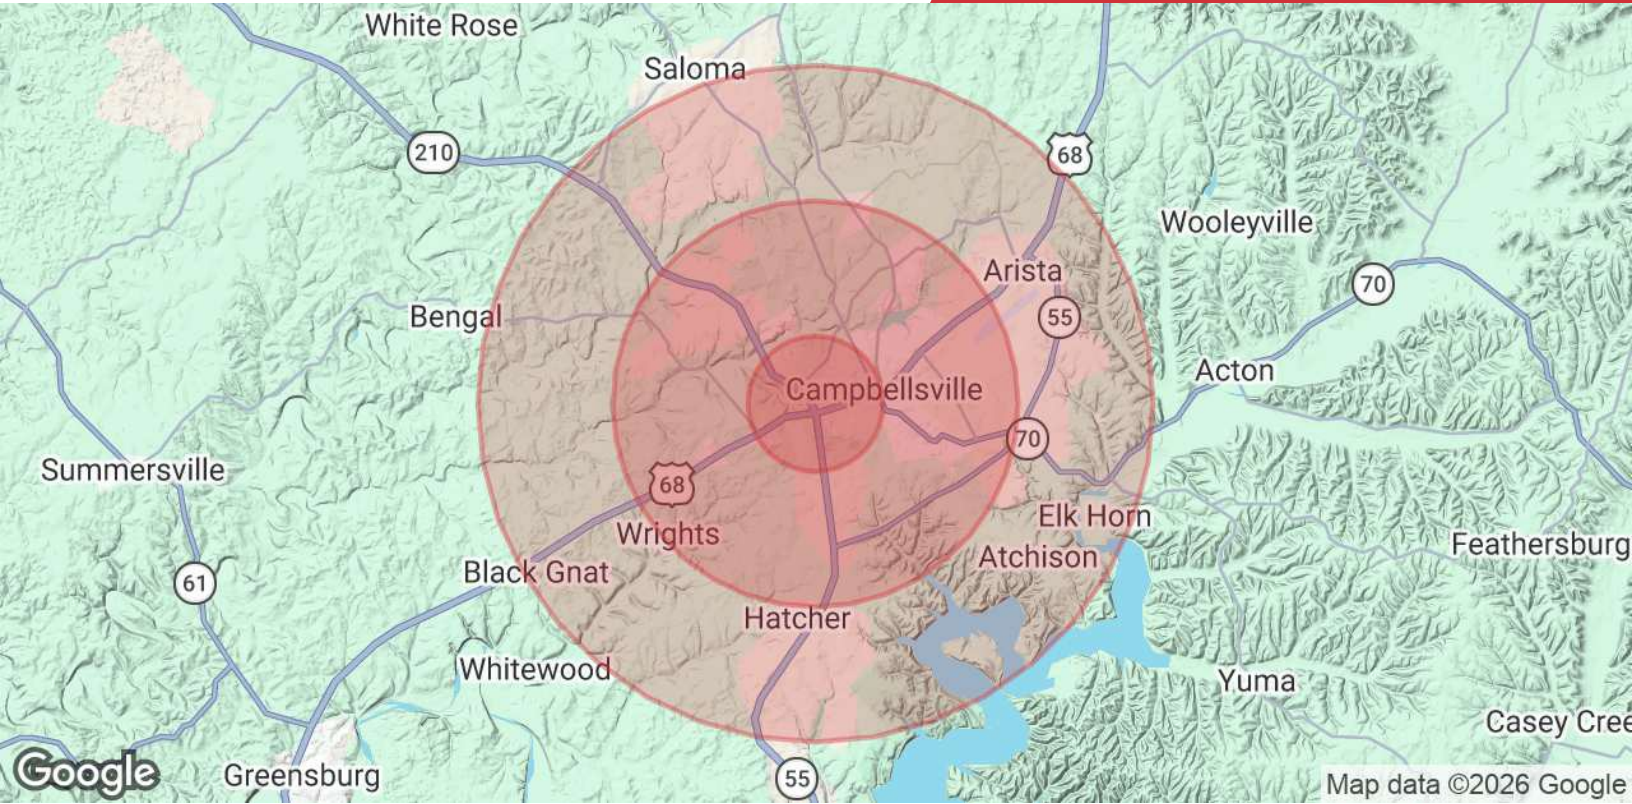 White Rose
Saloma
210
68
Wooleyville
Arista
70
Bengal
55
Acton
Campbellsville
70
Summersville
68
Elk Horn
Wrights
Feathersburg
Atchison
Black Gnat
61
Hatcher
Whitewood
Yuma
Casey Cree
Google
Greensburg
55
Map data ©2026 Google